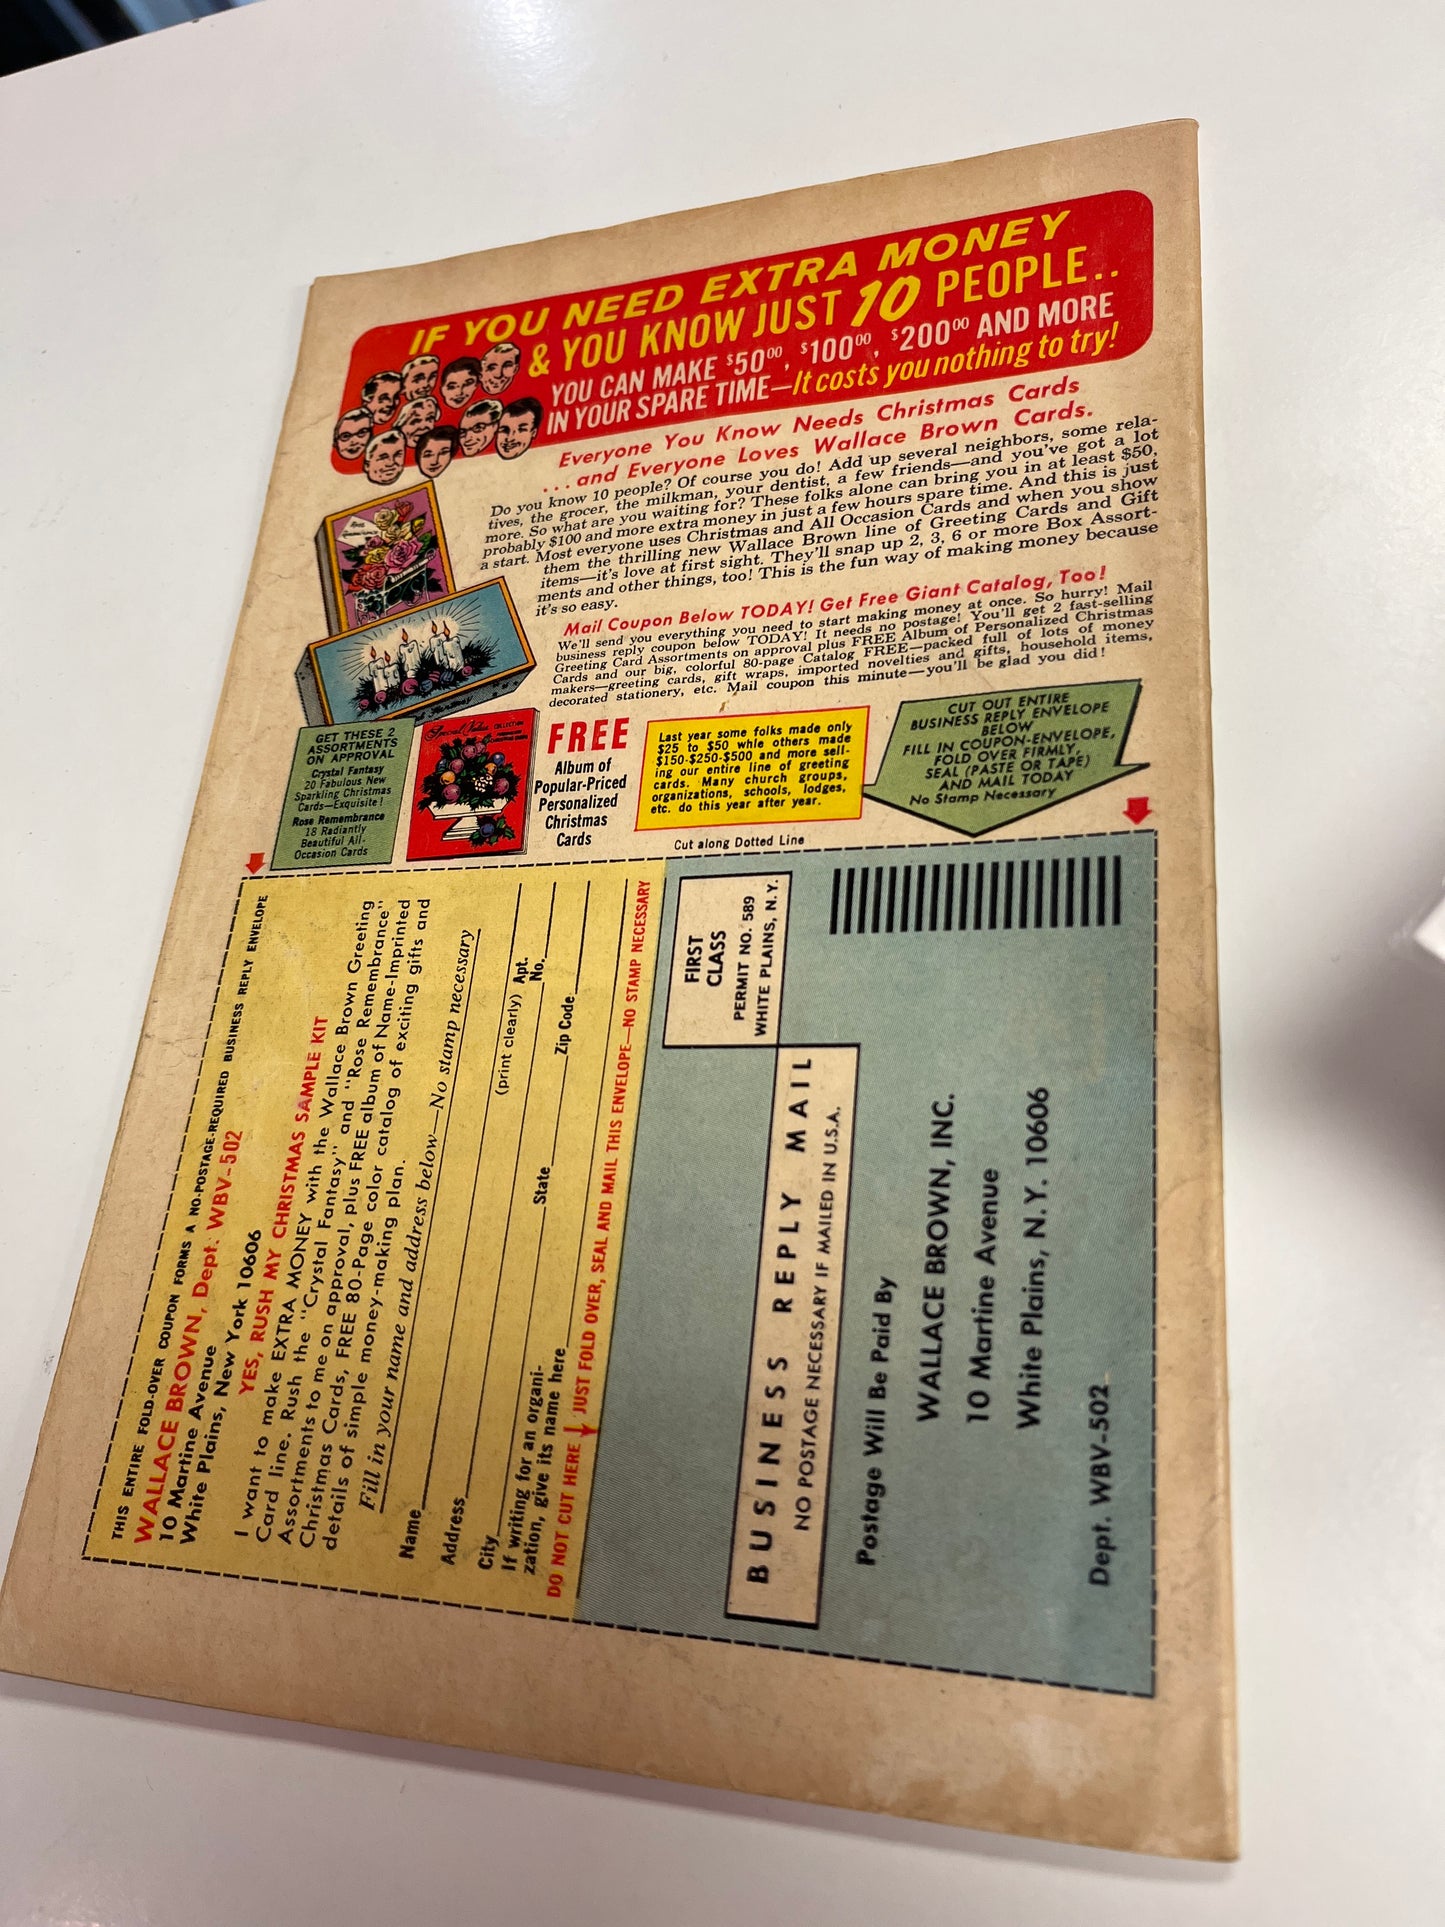 IF YOU NEED EXTRA MONEY
& YOU KNOW JUST 10 PEOPLE..
YOU CAN MAKE $50⁰⁰, $100⁰⁰, $200⁰⁰ AND MORE
IN YOUR SPARE TIME—It costs you nothing to try!
Everyone You Know Needs Christmas Cards
...and Everyone Loves Wallace Brown Cards.
Do you know 10 people? Of course you do! Add up several neighbors, some rela-
tives, the grocer, the milkman, your dentist, a few friends—and you've got a lot
more. So what are you waiting for? These folks alone can bring you in at least $50,
probably $100 and more extra money in just a few hours spare time. And this is just
a start. Most everyone uses Christmas and All Occasion Cards and when you show
them the thrilling new Wallace Brown line of Greeting Cards and Gift
items—it's love at first sight. They'll snap up 2, 3, 6 or more Box Assort-
ments and other things, too! This is the fun way of making money because
it's so easy.
Mail Coupon Below TODAY! Get Free Giant Catalog, Too!
We'll send you everything you need to start making money at once. So hurry! Mail
business reply coupon below TODAY! It needs no postage! You'll get 2 fast-selling
Greeting Card Assortments on approval plus FREE Album of Personalized Christmas
Cards and our big, colorful 80-page Catalog FREE—packed full of lots of money
makers—greeting cards, gift wraps, imported novelties and gifts, household items,
decorated stationery, etc. Mail coupon this minute—you'll be glad you did!
GET THESE 2
ASSORTMENTS
ON APPROVAL
Crystal Fantasy
20 Fabulous New
Sparkling Christmas
Cards—Exquisite!
Rose Remembrance
18 Radiantly
Beautiful All-
Occasion Cards
Special Value COLLECTION
FREE
Album of
Popular-Priced
Personalized
Christmas
Cards
Last year some folks made only
$25 to $50 whle others made
$150-$250-$500 and more sell-
ing our entire line of greeting
cards. Many church groups,
organizations, schools, lodges,
etc. do this year after year.
CUT OUT ENTIRE
BUSINESS REPLY ENVELOPE
BELOW
FILL IN COUPON-ENVELOPE,
FOLD OVER FIRMLY,
SEAL (PASTE OR TAPE)
AND MAIL TODAY
No Stamp Necessary
Cut along Dotted Line
THIS ENTIRE FOLD-OVER COUPON FORMS A NO-POSTAGE-REQUIRED BUSINESS REPLY ENVELOPE
WALLACE BROWN, Dept. WBV-502
10 Martine Avenue
White Plains, New York 10606
YES, RUSH MY CHRISTMAS SAMPLE KIT
I want to make EXTRA MONEY with the Wallace Brown Greeting
Card line. Rush the "Crystal Fantasy" and "Rose Remembrance"
Assortments to me on approval, plus FREE album of Name-Imprinted
Christmas Cards, FREE 80-Page color catalog of exciting gifts and
details of simple money-making plan.
Fill in your name and address below—No stamp necessary
Name
(print clearly)
Address
Apt.
No.
City
State
Zip Code
If writing for an organi-
zation, give its name here
DO NOT CUT HERE JUST FOLD OVER, SEAL AND MAIL THIS ENVELOPE—NO STAMP NECESSARY
FIRST
CLASS
PERMIT NO. 589
WHITE PLAINS, N.Y.
BUSINESS REPLY MAIL
NO POSTAGE NECESSARY IF MAILED IN U.S.A.
Postage Will Be Paid By
WALLACE BROWN, INC.
10 Martine Avenue
White Plains, N.Y. 10606
Dept. WBV-502